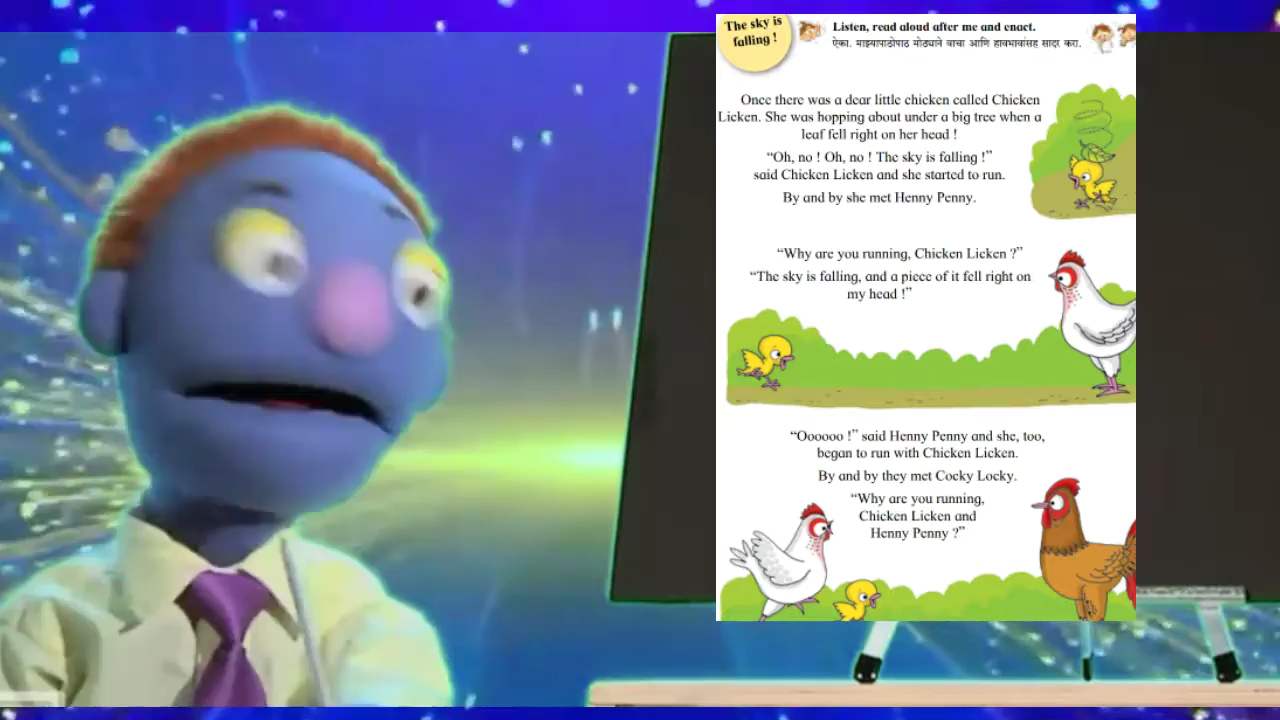 The sky is
falling !
Listen, read aloud after me and enact.
ऐका. माझ्यापाठोपाठ मोठ्याने वाचा आणि हावभावांसह सादर करा.
Once there was a dear little chicken called Chicken
Licken. She was hopping about under a big tree when a
leaf fell right on her head !
“Oh, no ! Oh, no ! The sky is falling !”
said Chicken Licken and she started to run.
By and by she met Henny Penny.
“Why are you running, Chicken Licken ?”
“The sky is falling, and a piece of it fell right on
my head !”
“Oooooo !” said Henny Penny and she, too,
began to run with Chicken Licken.
By and by they met Cocky Locky.
“Why are you running,
Chicken Licken and
Henny Penny ?”